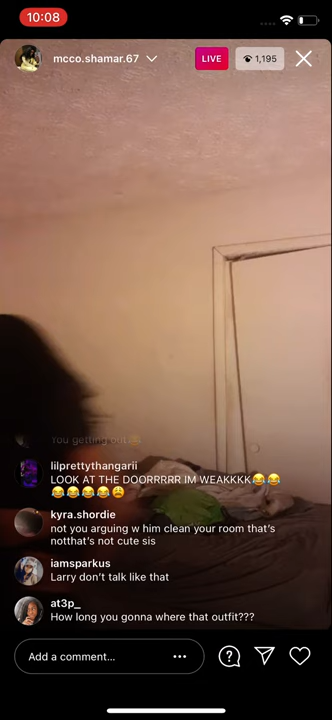 10:08
mcco.shamar.67
LIVE
1,195
You getting out
lilprettythangarii
LOOK AT THE DOORRRRR IM WEAKKKK😂😂
😂😂😂😂😩
kyra.shordie
not you arguing w him clean your room that's
notthat's not cute sis
iamsparkus
Larry don't talk like that
at3p_
How long you gonna where that outfit???
Add a comment...